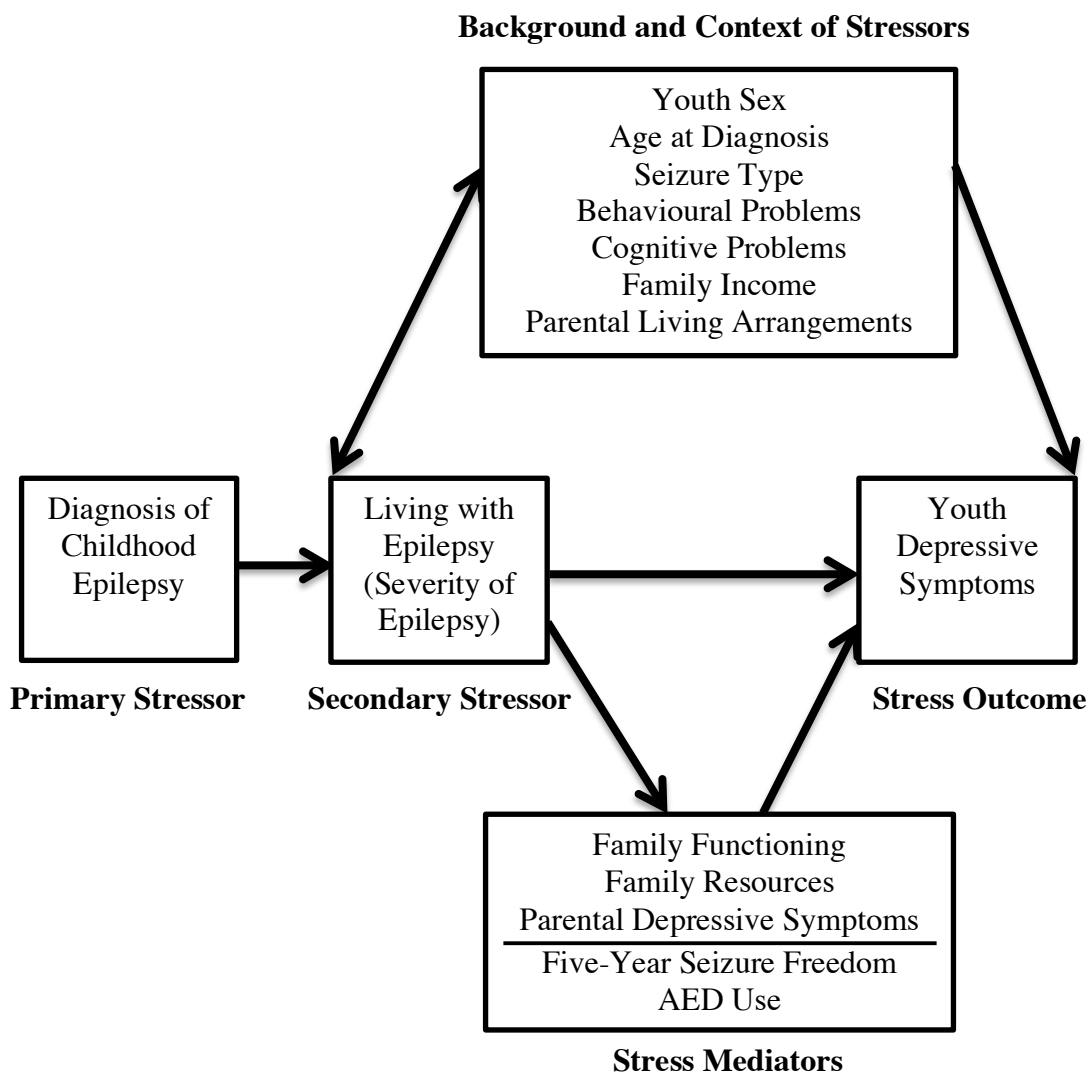 Background and Context of Stressors
Youth Sex
Age at Diagnosis
Seizure Type
Behavioural Problems
Cognitive Problems
Family Income
Parental Living Arrangements
Diagnosis of
Childhood
Epilepsy
Primary Stressor
Living with
Epilepsy
(Severity of
Epilepsy)
Secondary Stressor
Youth
Depressive
Symptoms
Stress Outcome
Family Functioning
Family Resources
Parental Depressive Symptoms
Five-Year Seizure Freedom
AED Use
Stress Mediators